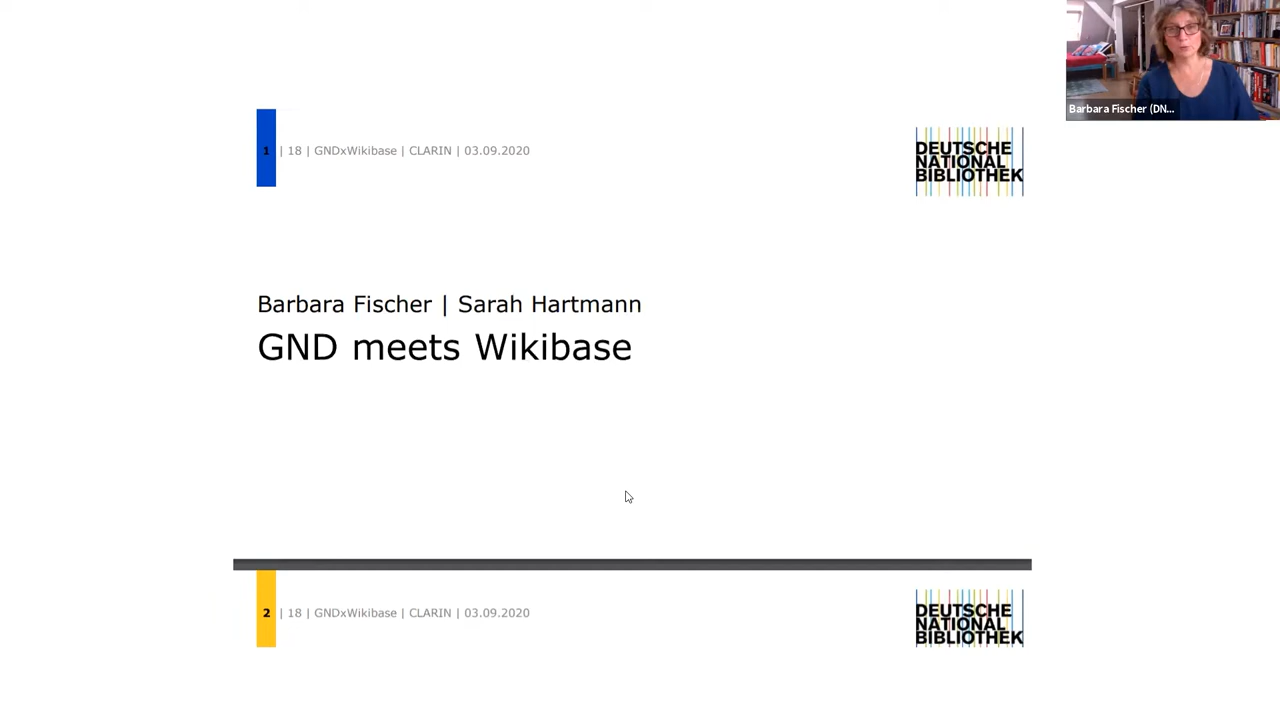 Barbara Fischer (DN...
1 | 18 | GNDxWikibase | CLARIN | 03.09.2020
DEUTSCHE
NATIONAL
BIBLIOTHEK
Barbara Fischer | Sarah Hartmann
GND meets Wikibase
2 | 18 | GNDxWikibase | CLARIN | 03.09.2020
DEUTSCHE
NATIONAL
BIBLIOTHEK